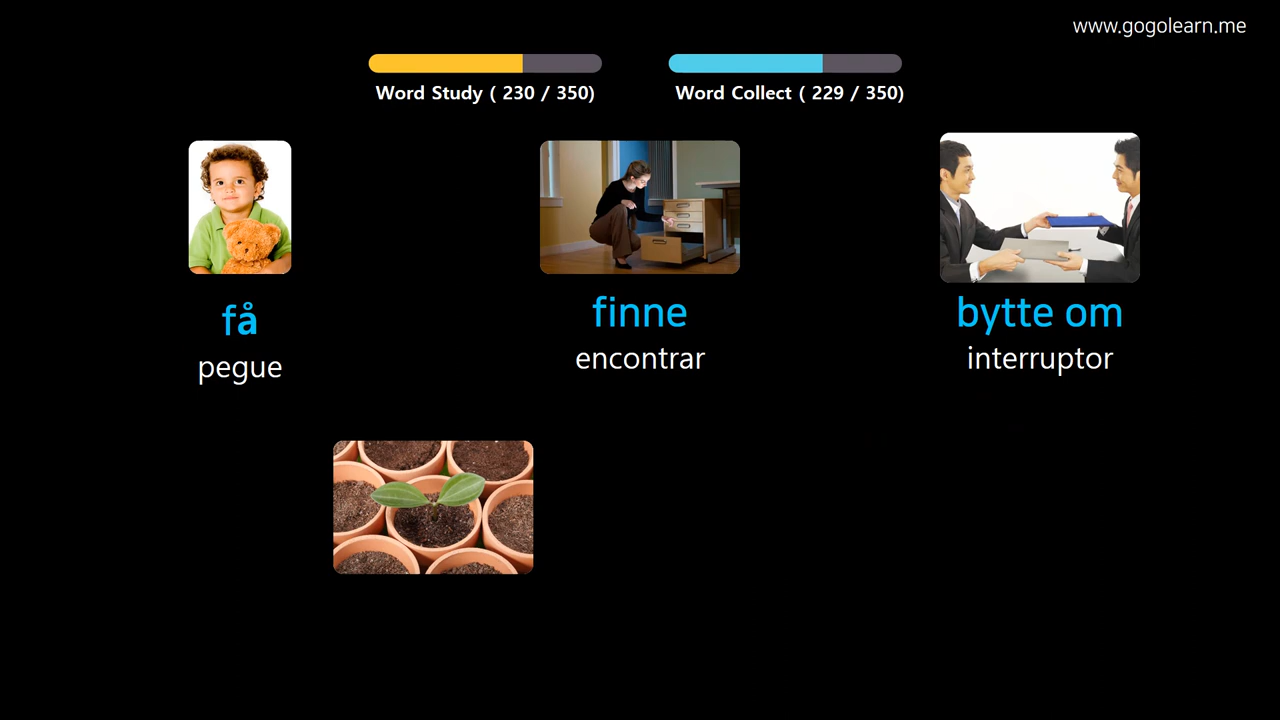 www.gogolearn.me
Word Study ( 230 / 350)
Word Collect ( 229 / 350)
få
pegue
finne
encontrar
bytte om
interruptor